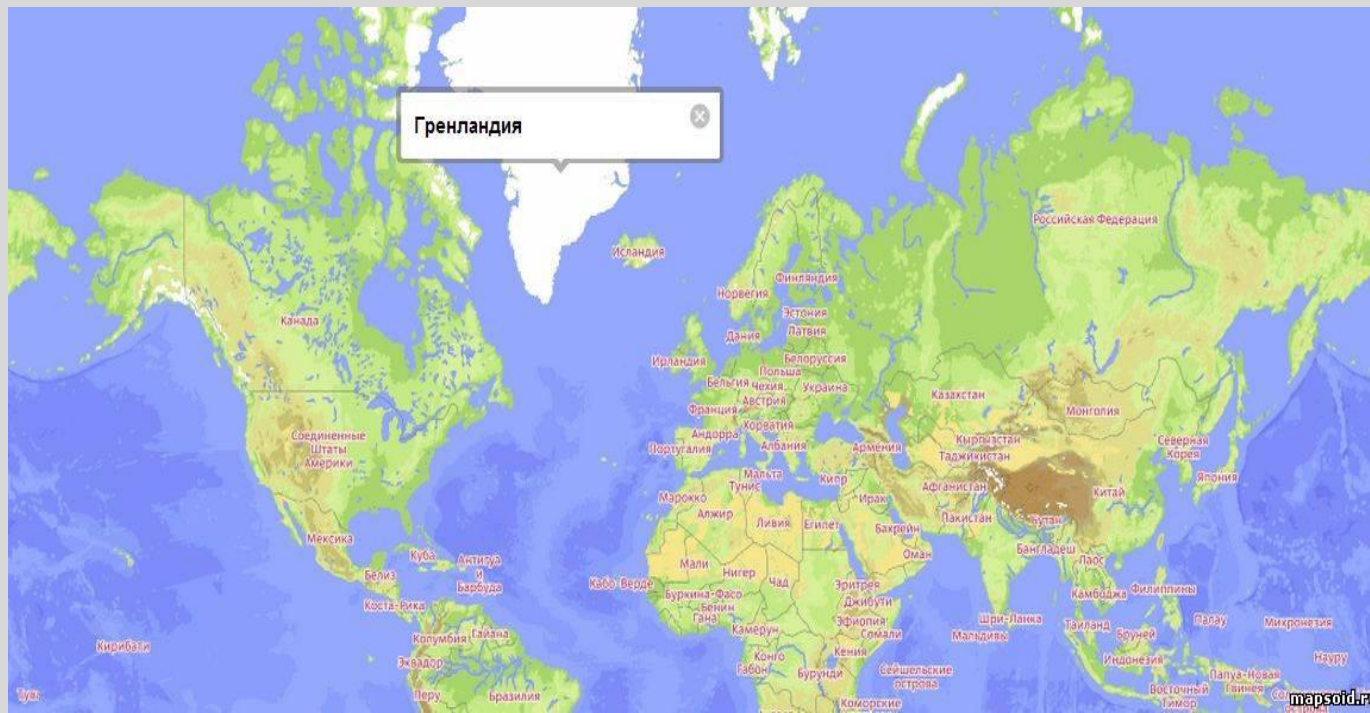 Гренландия
Российская Федерация
Исландия
Финляндия
Норвегия
Эстония
Канада
Латвия
Дания
Белоруссия
Ирландия
Польша
Бельгия
Чехия
Украина
Казахстан
Австрия
Франция
Монголия
Хорватия
Андорра
Соединенные
Штаты
Америки
Португалия
Албания
Армения
Кыргызстан
Таджикистан
Северная
Корея
Мальта
Тунис
Кипр
Япония
Афганистан
Китай
Марокко
Ирак
Алжир
Ливия
Египет
Бахрейн
Пакистан
Бутан
Мексика
Оман
Бангладеш
Куба
Антигуа
и
Барбуда
Лаос
Мали
Нигер
Чад
Белиз
Кабо-Верде
Эритрея
Буркина-Фасо
Камбоджа
Филиппины
Коста-Рика
Бенин
Гана
Джибути
Эфиопия
Шри-Ланка
Таиланд
Палау
Микронезия
Колумбия
Гайана
Камерун
Сомали
Мальдивы
Бруней
Кирибати
Кения
Конго
Габон
Эквадор
Бурунди
Сейшельские
острова
Индонезия
Науру
Перу
Бразилия
Папуа-Новая
Гвинея
Восточный
Тимор
Коморские
mapsoid.r